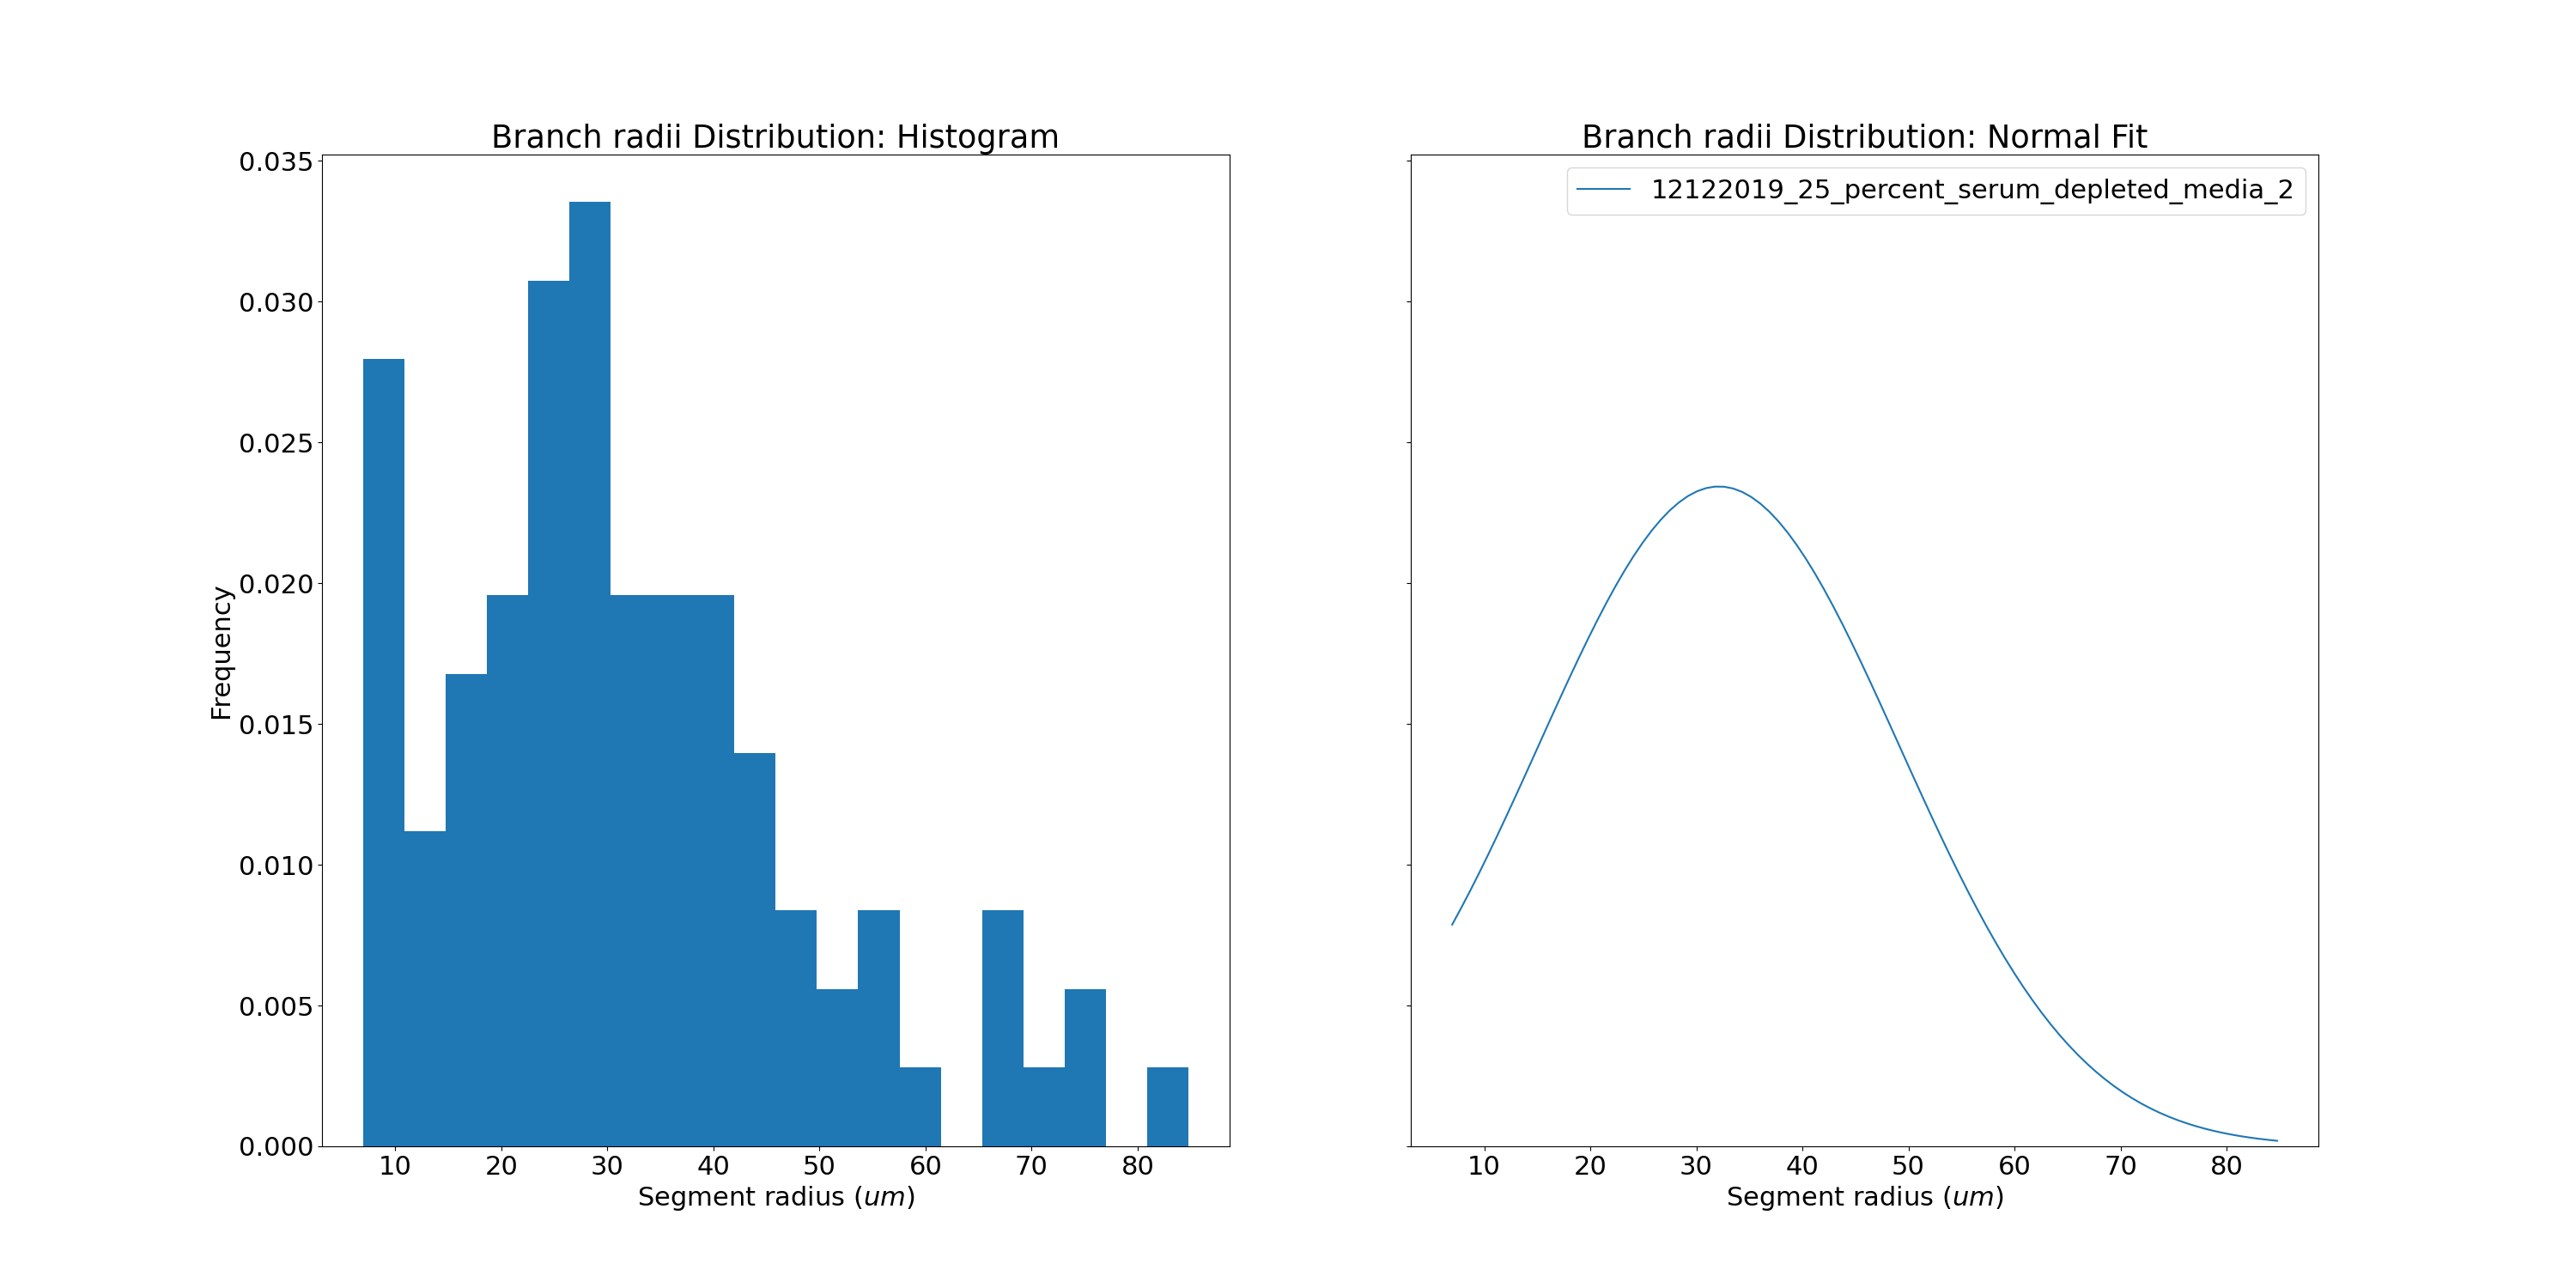 Branch radii Distribution: Histogram
0.035
0.030
0.025
0.020
0.015
0.010
0.005
0.000
Frequency
10 20 30 40 50 60 70 80
Segment radius (um)
Branch radii Distribution: Normal Fit
12122019_25_percent_serum_depleted_media_2
10 20 30 40 50 60 70 80
Segment radius (um)